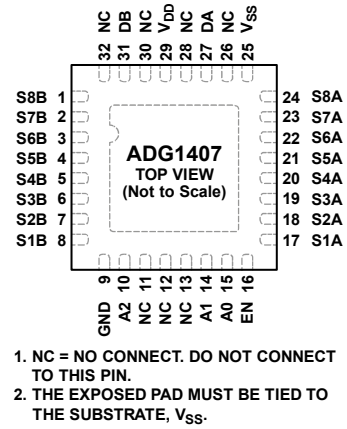 32 NC
31 DB
30 NC
29 VDD
28 NC
27 DA
26 NC
25 VSS
S8B 1
S7B 2
S6B 3
S5B 4
S4B 5
S3B 6
S2B 7
S1B 8
ADG1407
TOP VIEW
(Not to Scale)
24 S8A
23 S7A
22 S6A
21 S5A
20 S4A
19 S3A
18 S2A
17 S1A
GND 9
A2 10
NC 11
NC 12
NC 13
A1 14
A0 15
EN 16
1. NC = NO CONNECT. DO NOT CONNECT
TO THIS PIN.
2. THE EXPOSED PAD MUST BE TIED TO
THE SUBSTRATE, VSS.